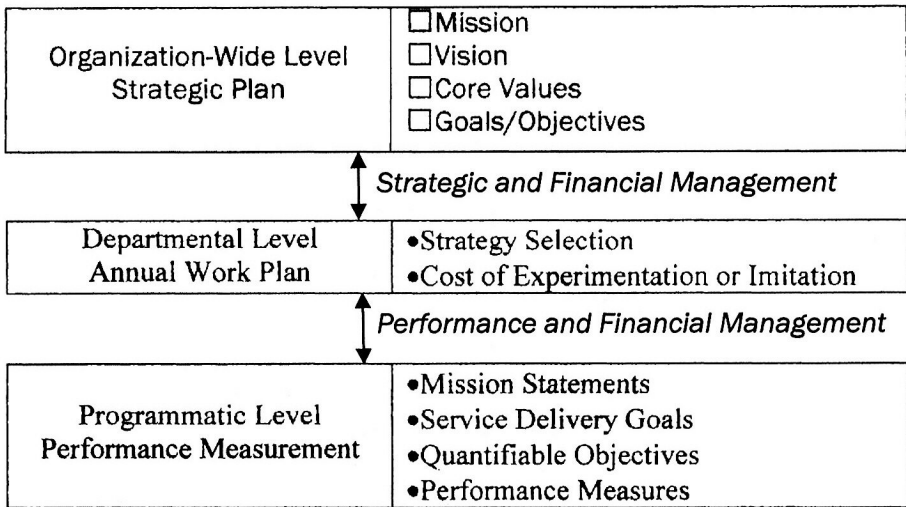 Organization-Wide Level
Strategic Plan
□Mission
□Vision
□Core Values
□Goals/Objectives
Strategic and Financial Management
Departmental Level
Annual Work Plan
•Strategy Selection
•Cost of Experimentation or Imitation
Performance and Financial Management
Programmatic Level
Performance Measurement
•Mission Statements
•Service Delivery Goals
•Quantifiable Objectives
•Performance Measures